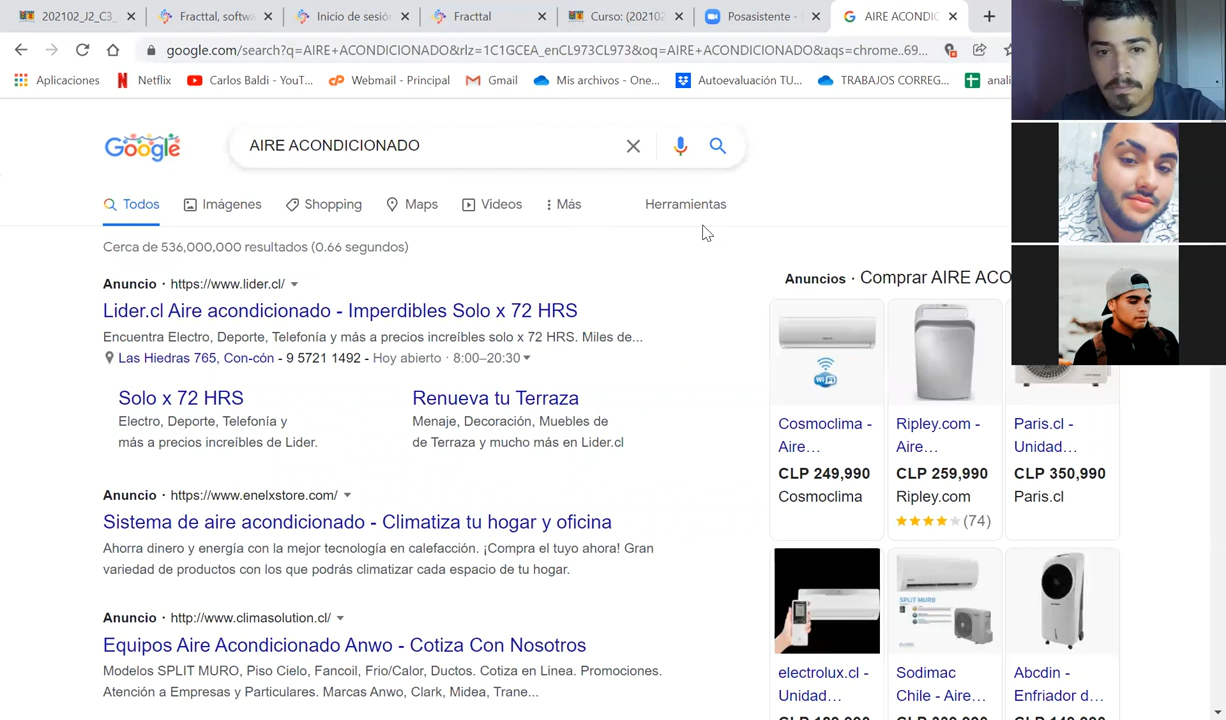 202102_J2_C3_
Fracttal, softwa
Inicio de sesió
Fracttal
Curso: (202102
Posasistente -
AIRE ACONDIC
google.com/search?q=AIRE+ACONDICIONADO&rlz=1C1GCEA_enCL973CL973&oq=AIRE+ACONDICIONADO&aqs=chrome..69...
Aplicaciones
Netflix
Carlos Baldi - YouT...
Webmail - Principal
Gmail
Mis archivos - One...
Autoevaluación TU...
TRABAJOS CORREG...
anali
Google
AIRE ACONDICIONADO
Todos
Imágenes
Shopping
Maps
Videos
Más
Herramientas
Cerca de 536,000,000 resultados (0.66 segundos)
Anuncio · https://www.lider.cl/
Lider.cl Aire acondicionado - Imperdibles Solo x 72 HRS
Encuentra Electro, Deporte, Telefonía y más a precios increíbles solo x 72 HRS. Miles de...
Las Hiedras 765, Con-cón - 9 5721 1492 - Hoy abierto · 8:00–20:30
Solo x 72 HRS
Electro, Deporte, Telefonía y
más a precios increíbles de Lider.
Renueva tu Terraza
Menaje, Decoración, Muebles de
de Terraza y mucho más en Lider.cl
Anuncio · https://www.enelxstore.com/
Sistema de aire acondicionado - Climatiza tu hogar y oficina
Ahorra dinero y energía con la mejor tecnología en calefacción. ¡Compra el tuyo ahora! Gran
variedad de productos con los que podrás climatizar cada espacio de tu hogar.
Anuncio · http://www.climasolution.cl/
Equipos Aire Acondicionado Anwo - Cotiza Con Nosotros
Modelos SPLIT MURO, Piso Cielo, Fancoil, Frio/Calor, Ductos. Cotiza en Linea. Promociones.
Atención a Empresas y Particulares. Marcas Anwo, Clark, Midea, Trane...
Anuncios · Comprar AIRE ACO
WiFi
Cosmoclima -
Aire...
CLP 249,990
Cosmoclima
Ripley.com -
Aire...
CLP 259,990
Ripley.com
(74)
Paris.cl -
Unidad...
CLP 350,990
Paris.cl
electrolux.cl -
Unidad...
SPLIT MURO
Sodimac
Chile - Aire...
Abcdin -
Enfriador d...